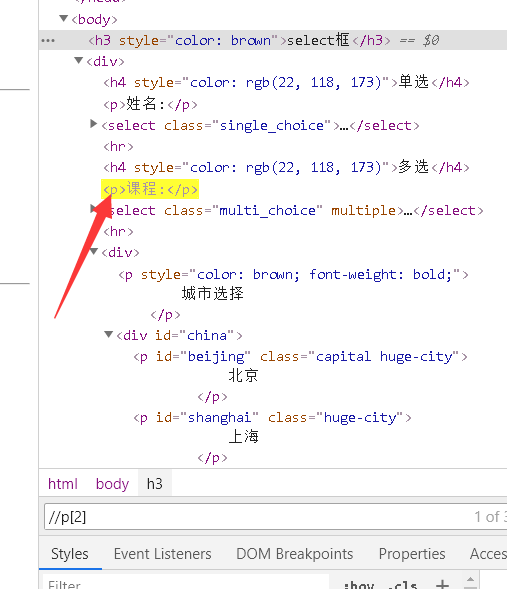 </head>
<body>
<h3 style="color: brown">select框</h3> == $0
<div>
<h4 style="color: rgb(22, 118, 173)">单选</h4>
<p>姓名:</p>
<select class="single_choice">…</select>
<hr>
<h4 style="color: rgb(22, 118, 173)">多选</h4>
<p>课程:</p>
<select class="multi_choice" multiple>…</select>
<hr>
<div>
<p style="color: brown; font-weight: bold;">
城市选择
</p>
<div id="china">
<p id="beijing" class="capital huge-city">
北京
</p>
<p id="shanghai" class="huge-city">
上海
</p>
html body h3
//p[2] 1 of 3
Styles Event Listeners DOM Breakpoints Properties Acces
Filter :hov .cls +